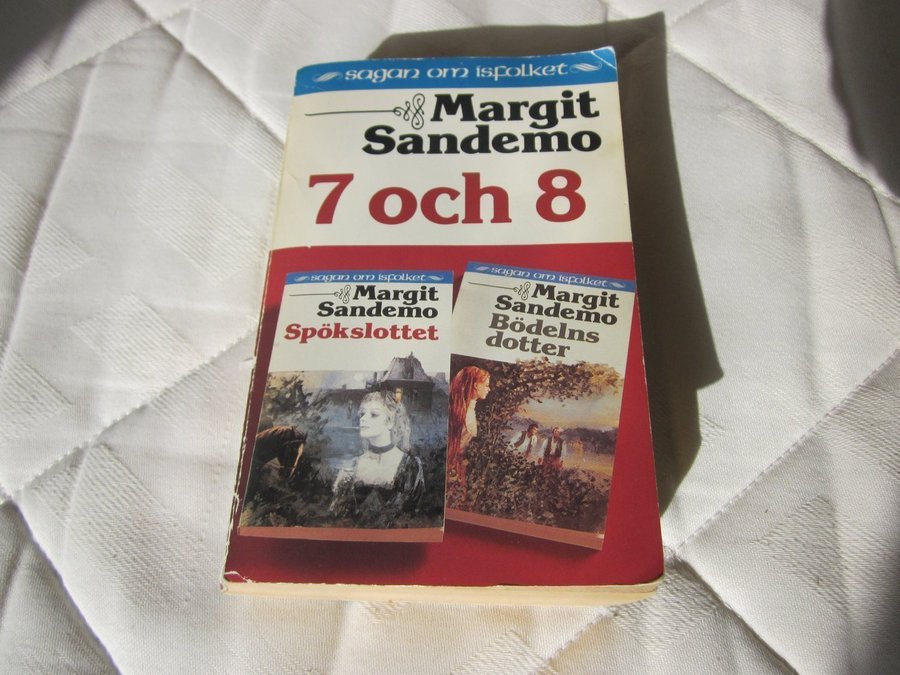 sagan om isfolket
Margit
Sandemo
7 och 8
sagan om isfolket
Margit
Sandemo
Spökslottet
sagan om isfolket
Margit
Sandemo
Bödelns
dotter